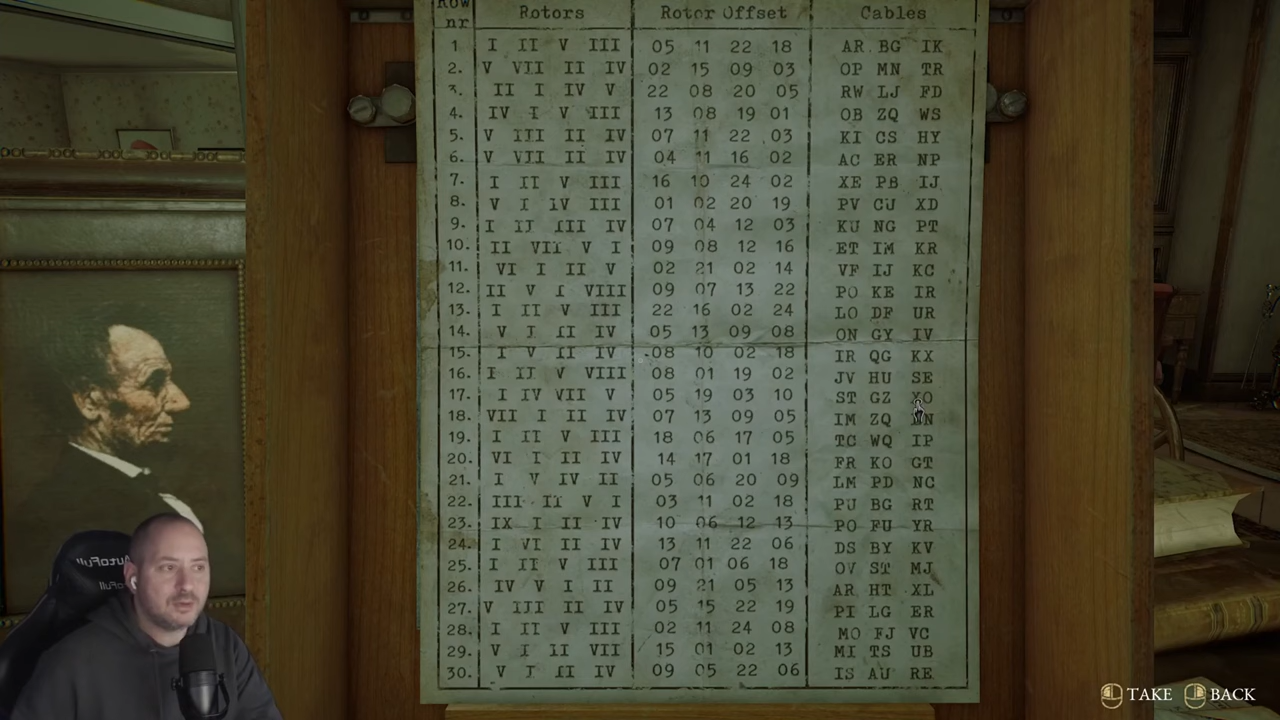 Row nr Rotors Rotor Offset Cables
1 I II V III 05 11 22 18 AR BG IK
2. V VII II IV 02 15 09 03 OP MN TR
3. II I IV V 22 08 20 05 RW LJ FD
4. IV I V III 13 08 19 01 OB ZQ WS
5. V III II IV 07 11 22 03 KI CS HY
6. V VII II IV 04 11 16 02 AC ER NP
7. I II V III 16 10 24 02 XE PB IJ
8. V I IV III 01 02 20 19 PV CU XD
9. I II III IV 07 04 12 03 KU NG PT
10. II VII V I 09 08 12 16 ET IM KR
11. VI I II V 02 21 02 14 VF IJ KC
12. II V I VIII 09 07 13 22 PO KE IR
13. I II V III 22 16 02 24 LO DF UR
14. V I II IV 05 13 09 08 ON GY IV
15. I V II IV 08 10 02 18 IR QG KX
16. I II V VIII 08 01 19 02 JV HU SE
17. I IV VII V 05 19 03 10 ST GZ XO
18. VII I II IV 07 13 09 05 IM ZQ
19. I II V III 18 06 17 05 TC WQ IP
20. VI I II IV 14 17 01 18 FR KO GT
21. I V IV II 05 06 20 09 LM PD NC
22. III II V I 03 11 02 18 PU BG RT
23. IX I II IV 10 06 12 13 PO FU YR
24. I VI II IV 13 11 22 06 DS BY KV
25. I II V III 07 01 06 18 OV ST MJ
26. IV V I II 09 21 05 13 AR HT XL
27. V III II IV 05 15 22 19 PI LG ER
28. I II V III 02 11 24 08 MO FJ VC
29. V I II VII 15 01 02 13 MI TS UB
30. V I II IV 09 05 22 06 IS AU RE
AutoFull
TAKE BACK